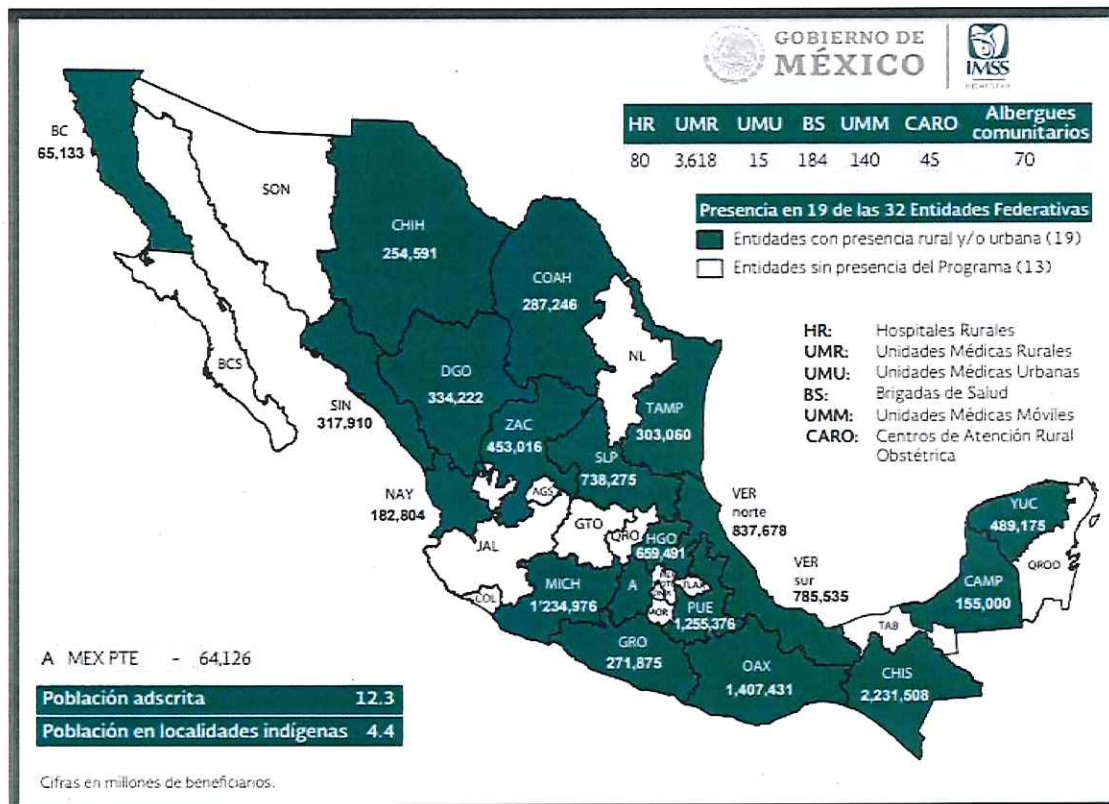 GOBIERNO DE
MÉXICO
IMSS
BIENESTAR
HR UMR UMU BS UMM CARO Albergues comunitarios
80 3,618 15 184 140 45 70
Presencia en 19 de las 32 Entidades Federativas
Entidades con presencia rural y/o urbana (19)
Entidades sin presencia del Programa (13)
HR: Hospitales Rurales
UMR: Unidades Médicas Rurales
UMU: Unidades Médicas Urbanas
BS: Brigadas de Salud
UMM: Unidades Médicas Móviles
CARO: Centros de Atención Rural
Obstétrica
BC
65,133
SON
CHIH
254,591
COAH
287,246
BCS
NL
DGO
334,222
SIN
317,910
TAMP
303,060
ZAC
453,016
SLP
738,275
NAY
182,804
AGS
VER
norte
837,678
YUC
489,175
GTO
QRO
HGO
659,491
JAL
QROO
VER
sur
785,535
MICH
1'234,976
A
TLAX
COL
MOR
PUE
1,255,376
CAMP
155,000
TAB
GRO
271,875
OAX
1,407,431
CHIS
2,231,508
A MEX PTE - 64,126
Población adscrita 12.3
Población en localidades indígenas 4.4
Cifras en millones de beneficiarios.